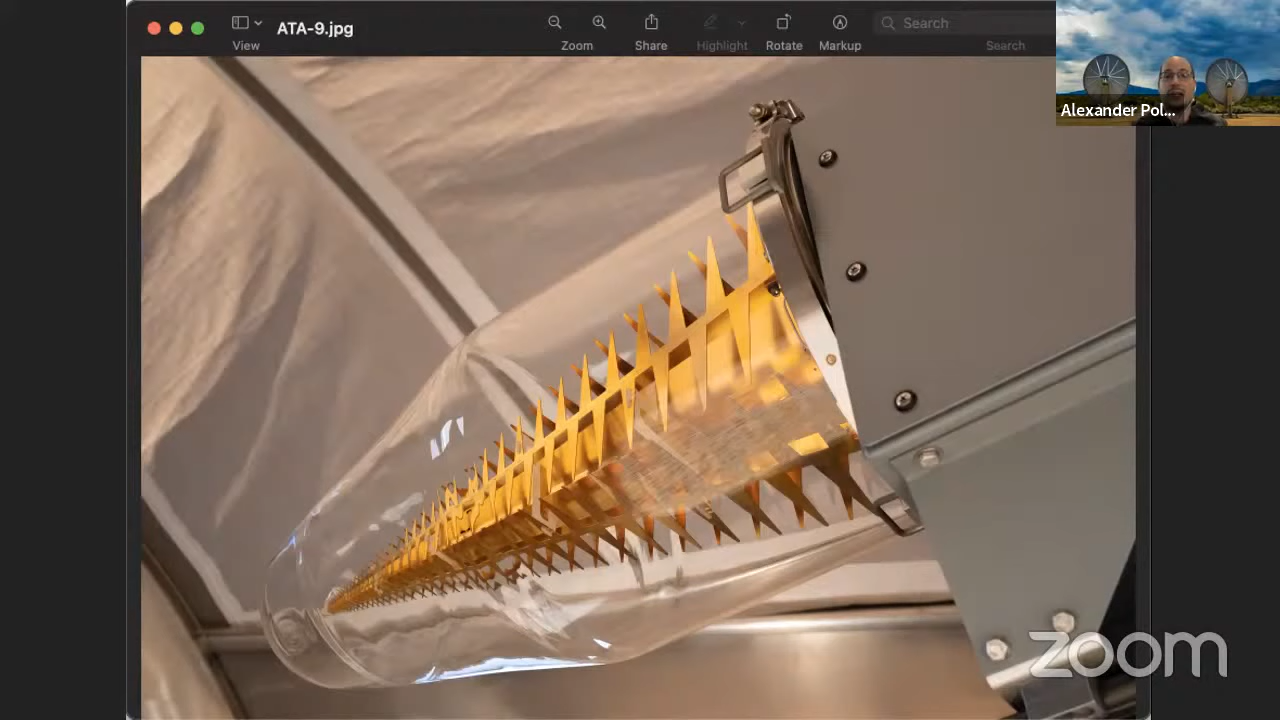 ATA-9.jpg
View
Zoom
Share
Highlight
Rotate
Markup
Search
Search
Alexander Pol...
zoom